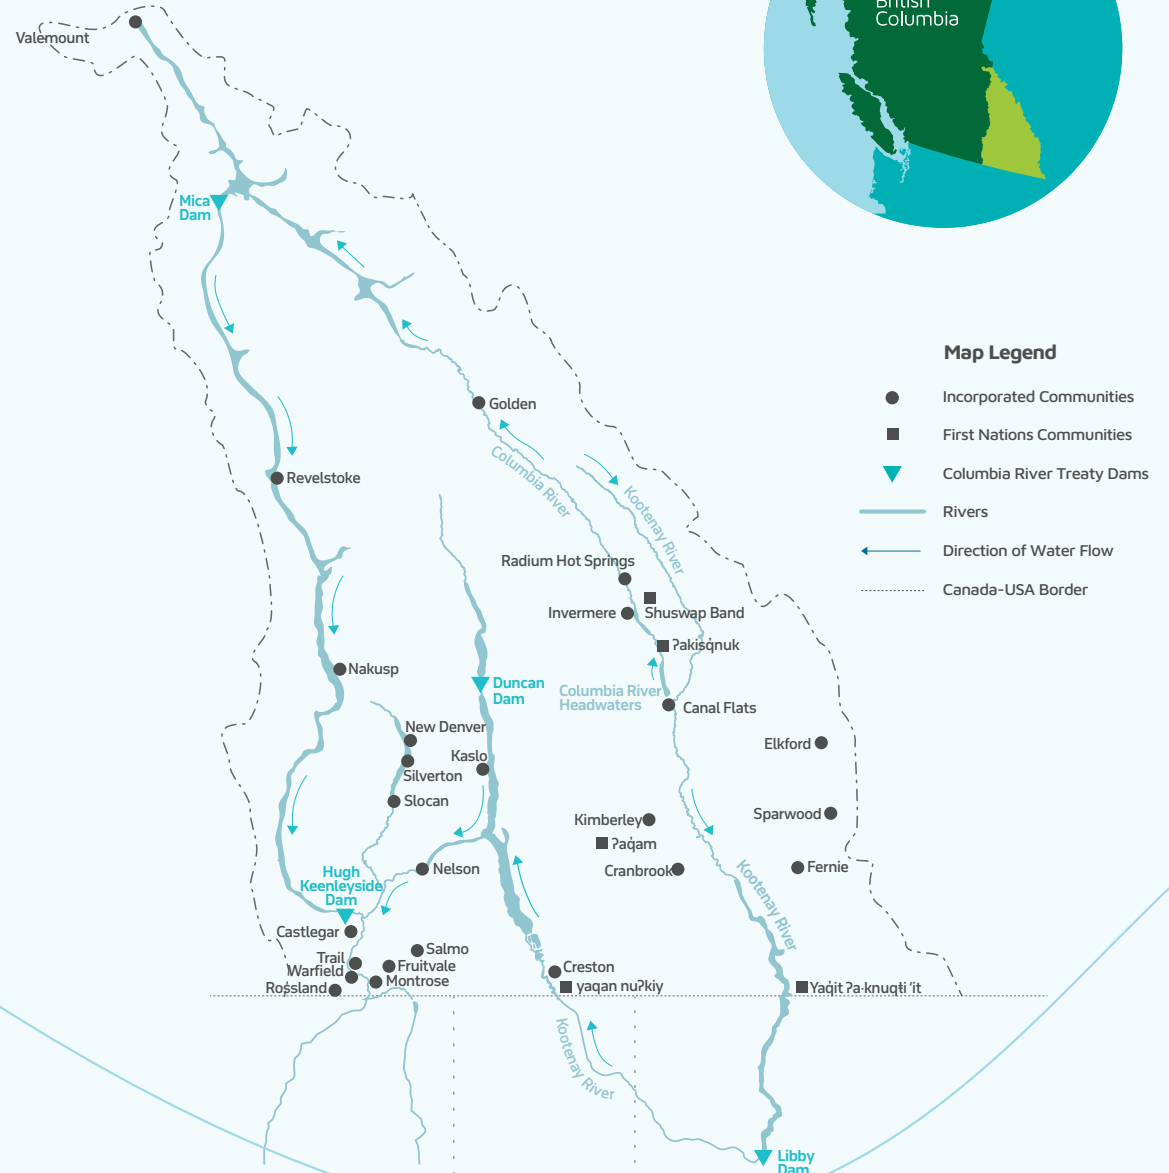 British
Columbia
Valemount
Mica
Dam
Map Legend
Incorporated Communities
First Nations Communities
Columbia River Treaty Dams
Rivers
Direction of Water Flow
Canada-USA Border
Golden
Columbia River
Kootenay River
Revelstoke
Radium Hot Springs
Invermere
Shuswap Band
ʔakisq̓nuk
Nakusp
Duncan
Dam
Columbia River
Headwaters
Canal Flats
New Denver
Elkford
Kaslo
Silverton
Slocan
Kimberley
Sparwood
ʔaq̓am
Nelson
Cranbrook
Fernie
Hugh
Keenleyside
Dam
Kootenay River
Castlegar
Salmo
Trail
Fruitvale
Warfield
Montrose
Rossland
Creston
yaqan nuʔkiy
Yaq̓it ʔa·knuqⱡi 'it
Kootenay River
Libby
Dam